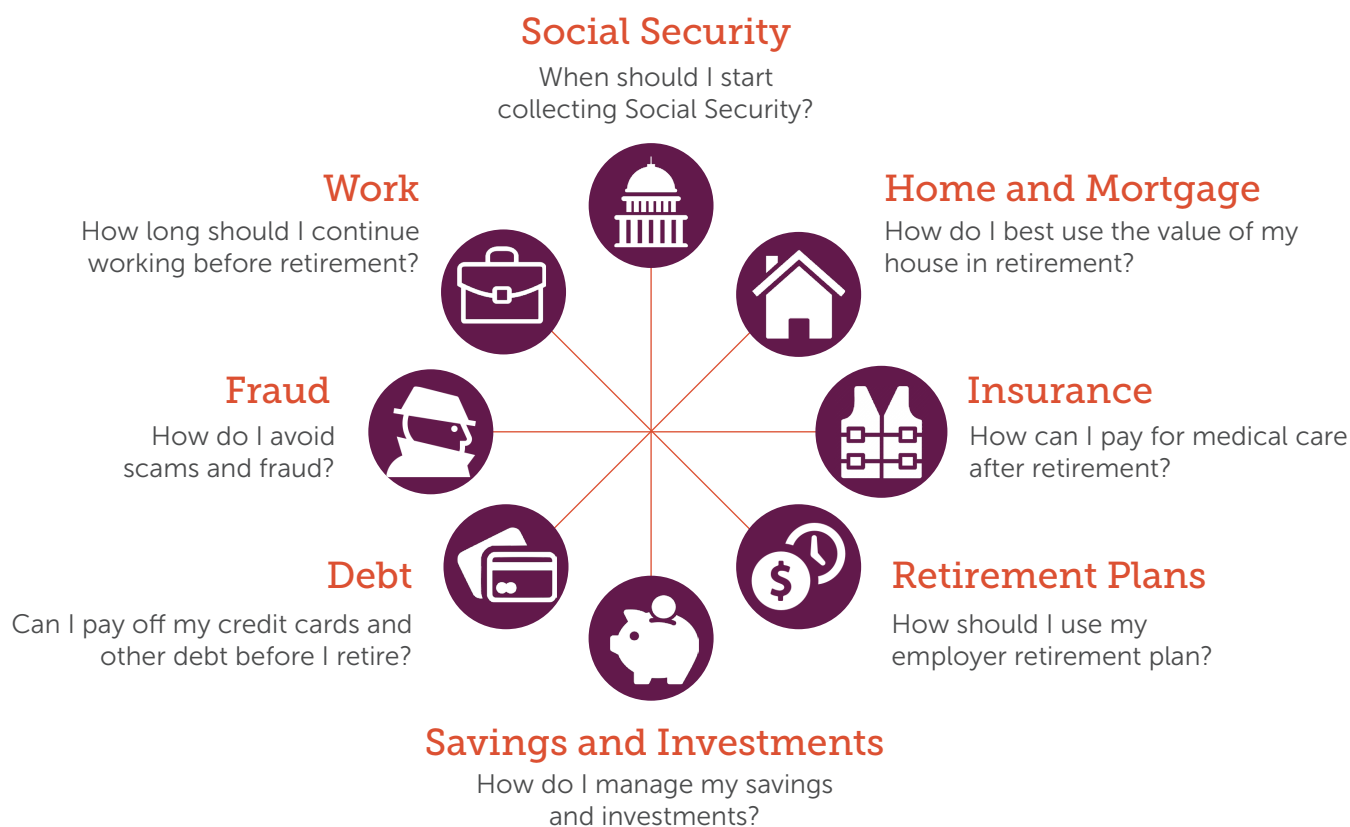 Social Security
When should I start
collecting Social Security?
Work
How long should I continue
working before retirement?
Home and Mortgage
How do I best use the value of my
house in retirement?
Fraud
How do I avoid
scams and fraud?
Insurance
How can I pay for medical care
after retirement?
Debt
Can I pay off my credit cards and
other debt before I retire?
$
Retirement Plans
How should I use my
employer retirement plan?
Savings and Investments
How do I manage my savings
and investments?